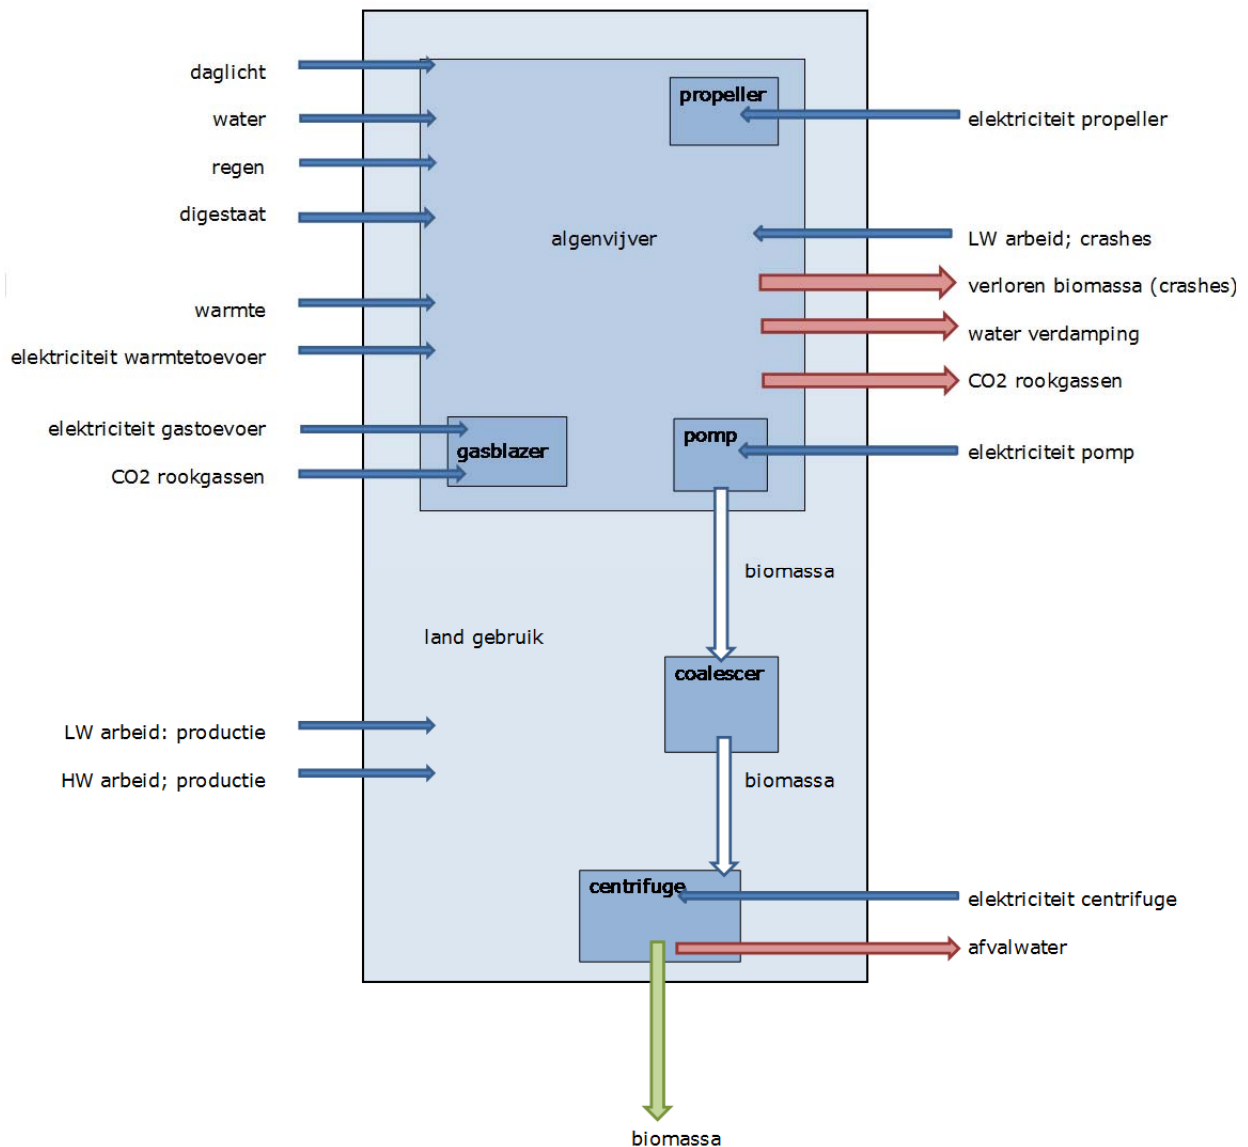 daglicht
water
regen
digestaat
warmte
elektriciteit warmtetoevoer
elektriciteit gastoevoer
CO2 rookgassen
propeller
elektriciteit propeller
algenvijver
LW arbeid; crashes
verloren biomassa (crashes)
water verdamping
CO2 rookgassen
gasblazer
pomp
elektriciteit pomp
biomassa
land gebruik
coalescer
LW arbeid: productie
HW arbeid; productie
biomassa
centrifuge
elektriciteit centrifuge
afvalwater
biomassa